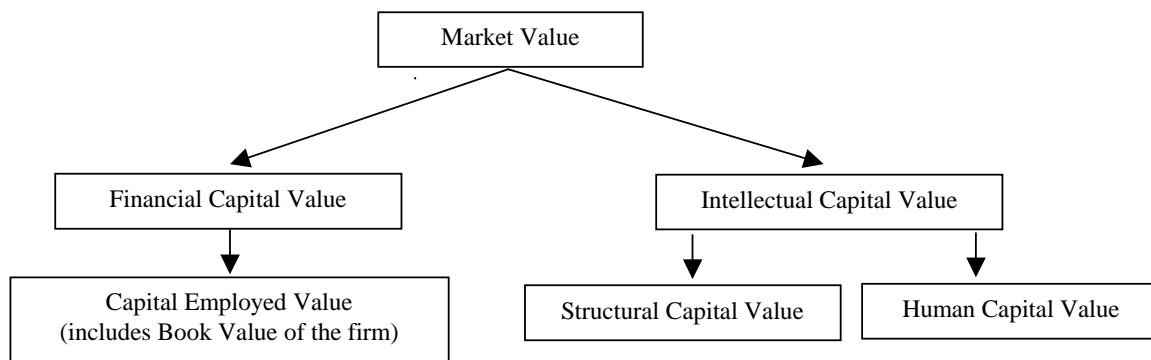 Market Value
Financial Capital Value
Intellectual Capital Value
Capital Employed Value
(includes Book Value of the firm)
Structural Capital Value
Human Capital Value